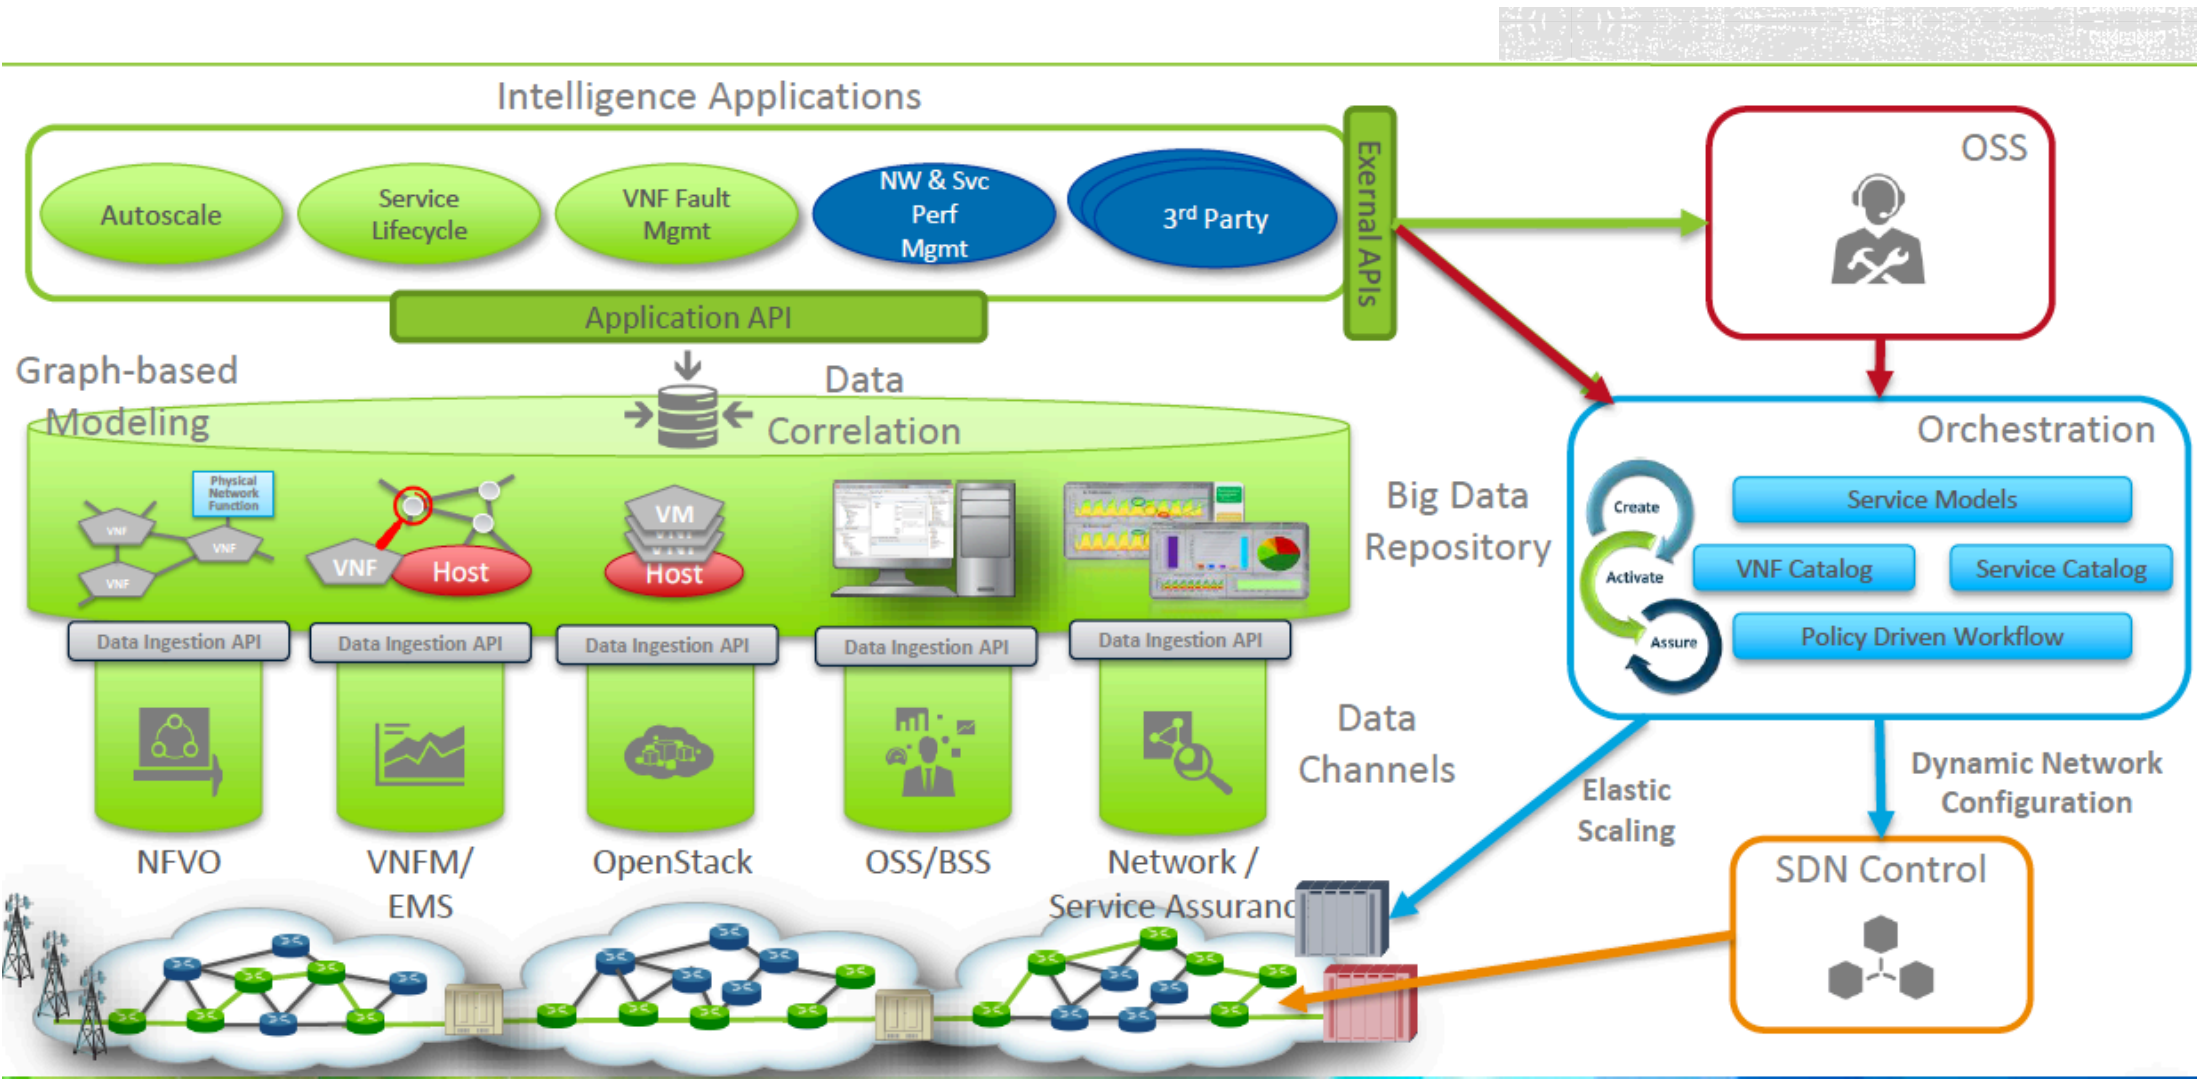 Intelligence Applications
Autoscale
Service
Lifecycle
VNF Fault
Mgmt
NW & Svc
Perf
Mgmt
3rd Party
Exernal APIs
OSS
Application API
Graph-based
Modeling
Data
Correlation
Physical
Network
Function
VNF
VNF
VNF
VNF
Host
VM
Host
Big Data
Repository
Orchestration
Create
Activate
Assure
Service Models
VNF Catalog
Service Catalog
Policy Driven Workflow
Data Ingestion API
Data Ingestion API
Data Ingestion API
Data Ingestion API
Data Ingestion API
Data
Channels
Elastic
Scaling
Dynamic Network
Configuration
NFVO
VNFM/
EMS
OpenStack
OSS/BSS
Network /
Service Assuranc
SDN Control